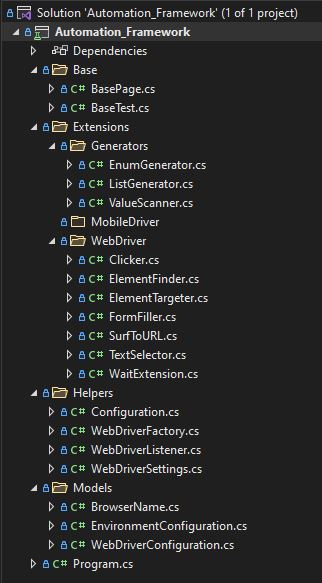 Solution 'Automation_Framework' (1 of 1 project)
Automation_Framework
Dependencies
Base
C# BasePage.cs
C# BaseTest.cs
Extensions
Generators
C# EnumGenerator.cs
C# ListGenerator.cs
C# ValueScanner.cs
MobileDriver
WebDriver
C# Clicker.cs
C# ElementFinder.cs
C# ElementTargeter.cs
C# FormFiller.cs
C# SurfToURL.cs
C# TextSelector.cs
C# WaitExtension.cs
Helpers
C# Configuration.cs
C# WebDriverFactory.cs
C# WebDriverListener.cs
C# WebDriverSettings.cs
Models
C# BrowserName.cs
C# EnvironmentConfiguration.cs
C# WebDriverConfiguration.cs
C# Program.cs